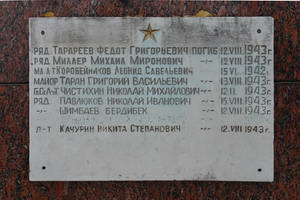 РЯД. ТАРАРЕЕВ ФЕДОТ ГРИГОРЬЕВИЧ ПОГИБ 12.VIII.1943Г.
РЯД. МИЛЛЕР МИХАИЛ МИРОНОВИЧ -"- 12.VIII.1943Г.
МЛ Л-Т КОРОБЕЙНИКОВ ЛЕОНИД САВЕЛЬЕВИЧ -"- 15.VI.1942Г.
МАЙОР ТАРАН ГРИГОРИЙ ВАСИЛЬЕВИЧ -"- 13.VIII.1943Г.
ЧИСТИХИН НИКОЛАЙ МИХАЙЛОВИЧ -"- 12.II.1943Г.
РЯД. ПАВЛЮКОВ НИКОЛАЙ ИВАНОВИЧ -"- 15.VIII.1943Г.
-"- ШИМБАЕВ БЕРДИБЕК -"- 12.VIII.1943Г.
Л-Т КАЧУРИН НИКИТА СТЕПАНОВИЧ -"- 12.VIII.1943Г.